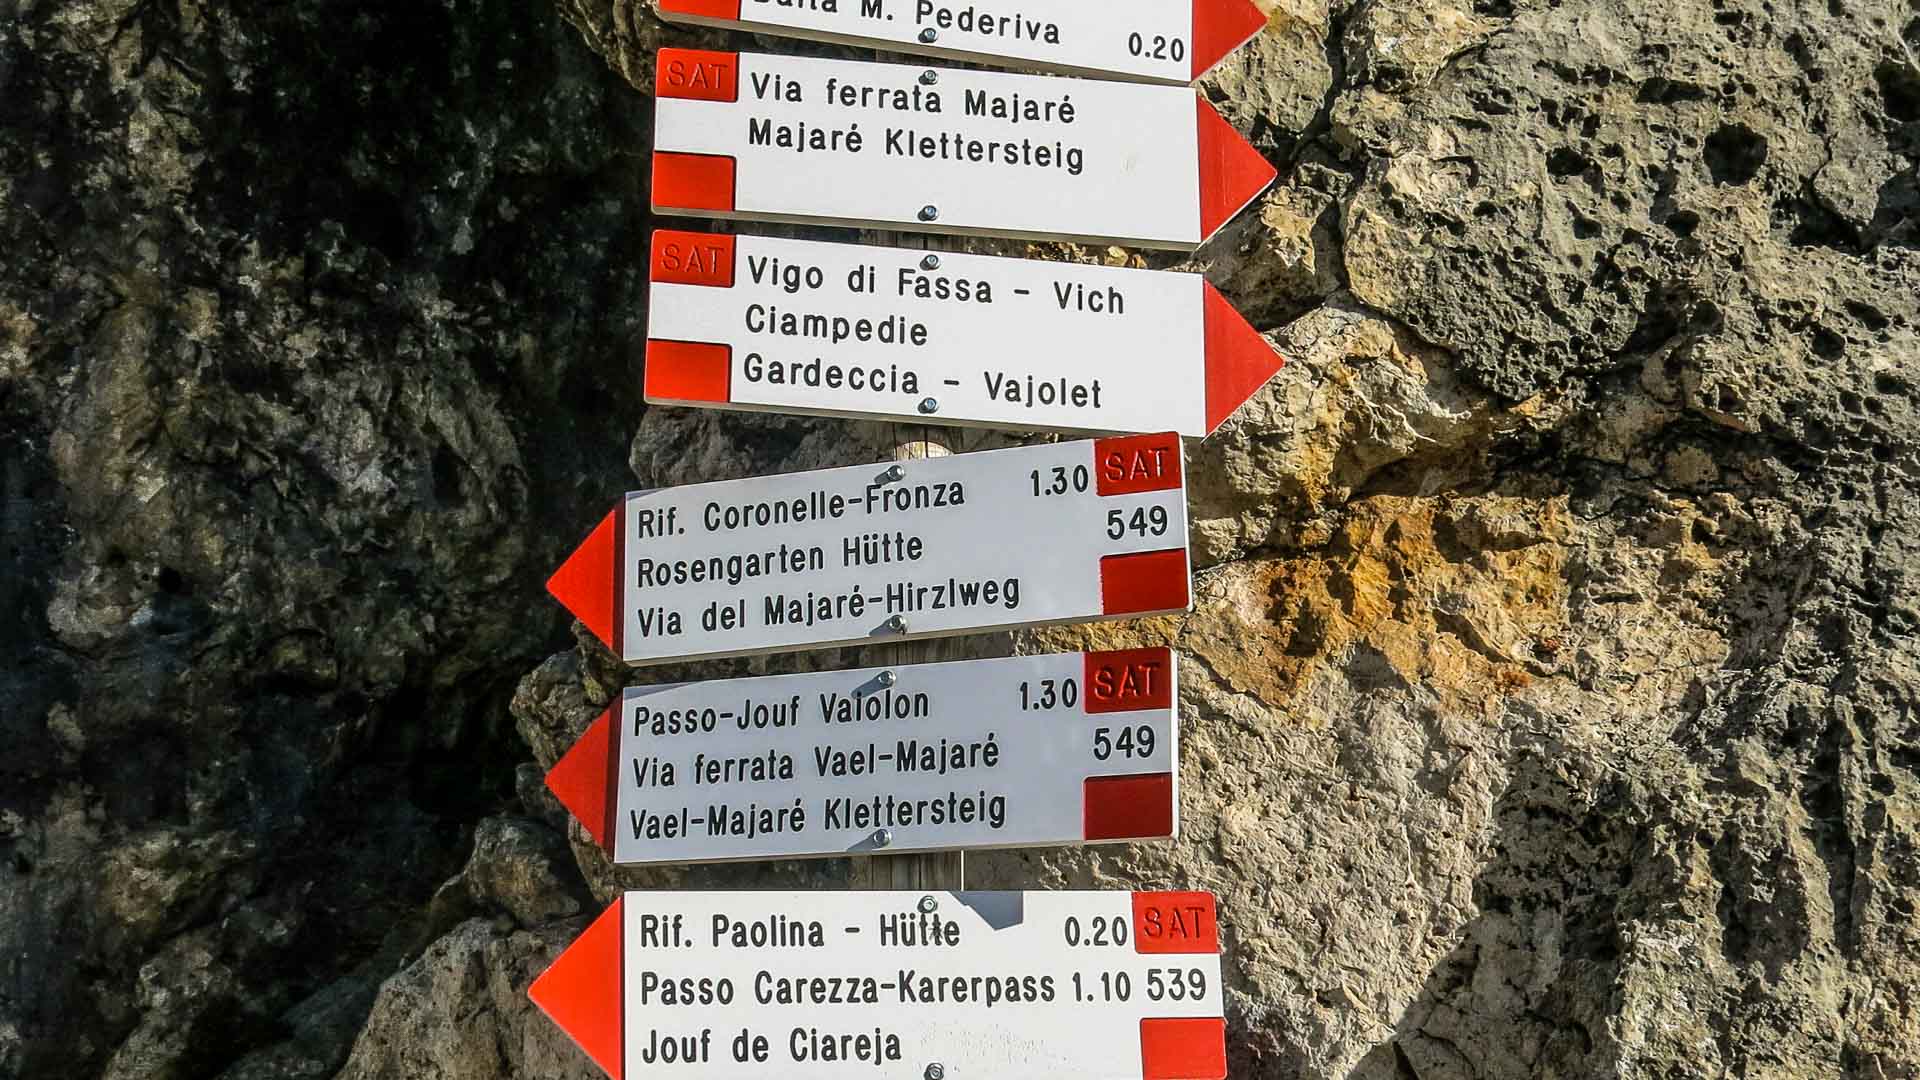 Baita M. Pederiva 0.20
SAT Via ferrata Majaré
Majaré Klettersteig
SAT Vigo di Fassa - Vich
Ciampedie
Gardeccia - Vajolet
Rif. Coronelle-Fronza 1.30 SAT
Rosengarten Hütte 549
Via del Majaré-Hirzlweg
Passo-Jouf Vaiolon 1.30 SAT
Via ferrata Vael-Majaré 549
Vael-Majaré Klettersteig
Rif. Paolina - Hütte 0.20 SAT
Passo Carezza-Karerpass 1.10 539
Jouf de Ciareja